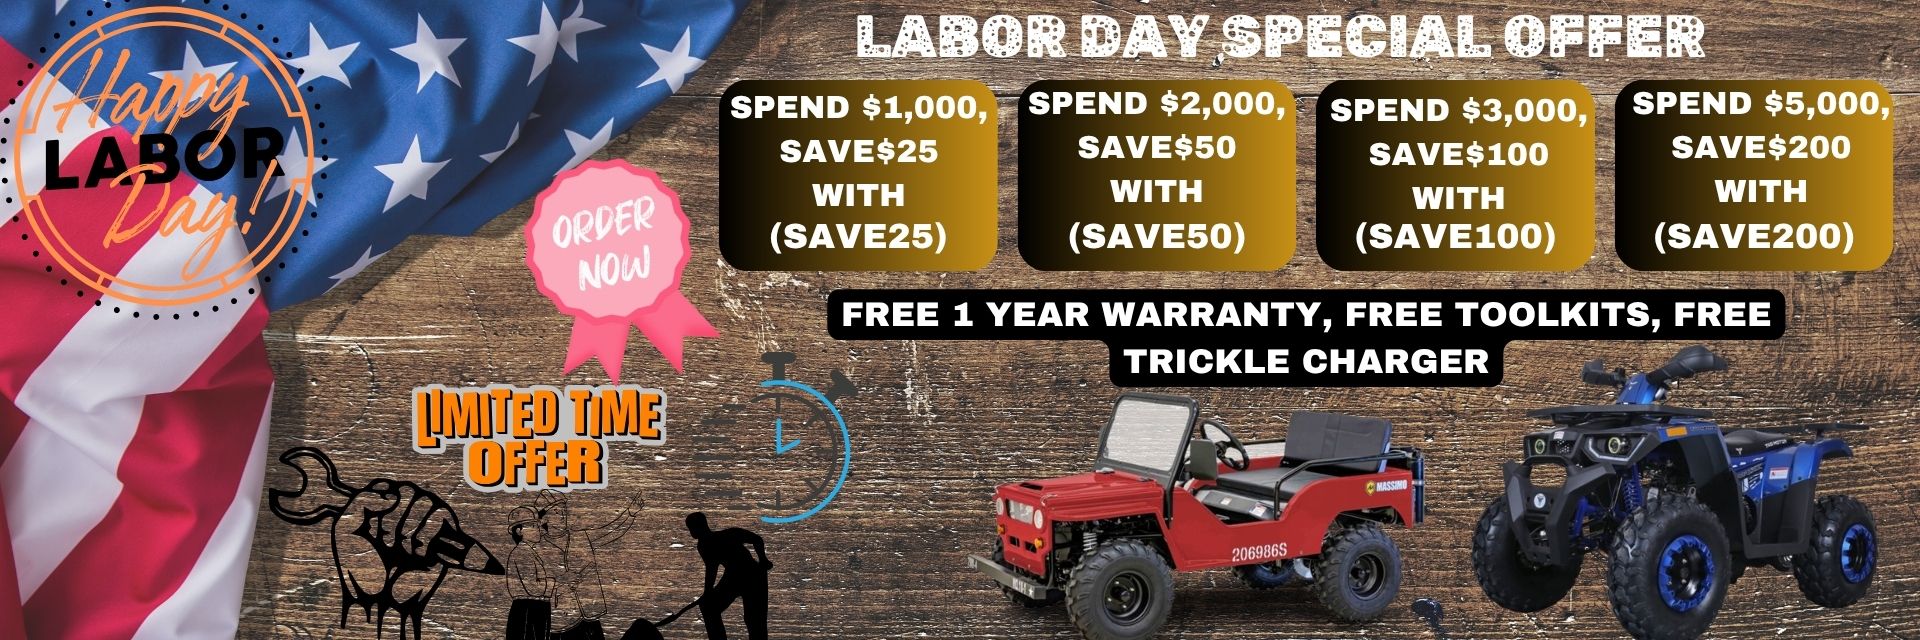 Happy
LABOR
Day!
LABOR DAY SPECIAL OFFER
SPEND $1,000,
SAVE$25
WITH
(SAVE25)
SPEND $2,000,
SAVE$50
WITH
(SAVE50)
SPEND $3,000,
SAVE$100
WITH
(SAVE100)
SPEND $5,000,
SAVE$200
WITH
(SAVE200)
ORDER
NOW
FREE 1 YEAR WARRANTY, FREE TOOLKITS, FREE
TRICKLE CHARGER
LIMITED TIME
OFFER
MASSIMO
206986S